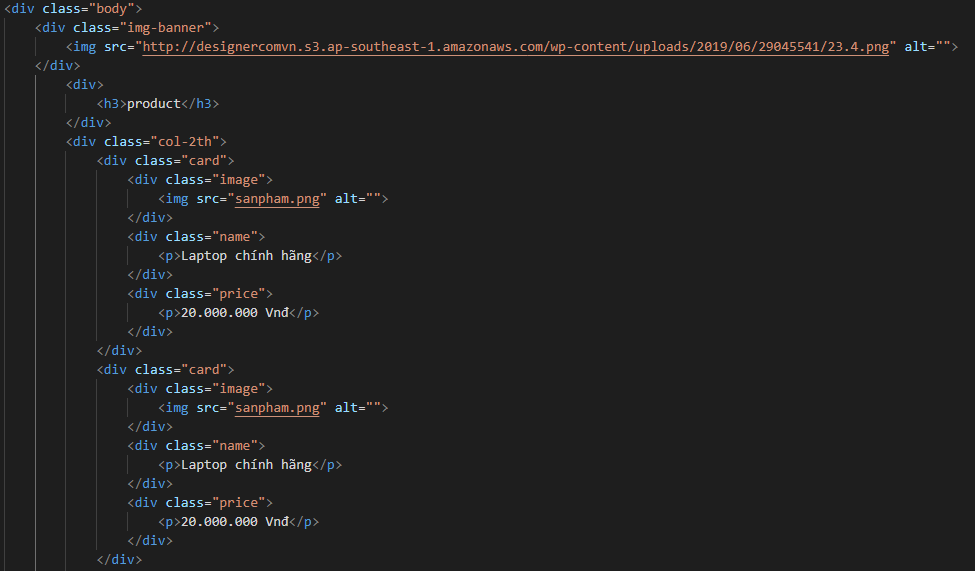 <div class="body">
<div class="img-banner">
<img src="http://designercomvn.s3.ap-southeast-1.amazonaws.com/wp-content/uploads/2019/06/29045541/23.4.png" alt="">
</div>
<div>
<h3>product</h3>
</div>
<div class="col-2th">
<div class="card">
<div class="image">
<img src="sanpham.png" alt="">
</div>
<div class="name">
<p>Laptop chính hãng</p>
</div>
<div class="price">
<p>20.000.000 Vnđ</p>
</div>
</div>
<div class="card">
<div class="image">
<img src="sanpham.png" alt="">
</div>
<div class="name">
<p>Laptop chính hãng</p>
</div>
<div class="price">
<p>20.000.000 Vnđ</p>
</div>
</div>